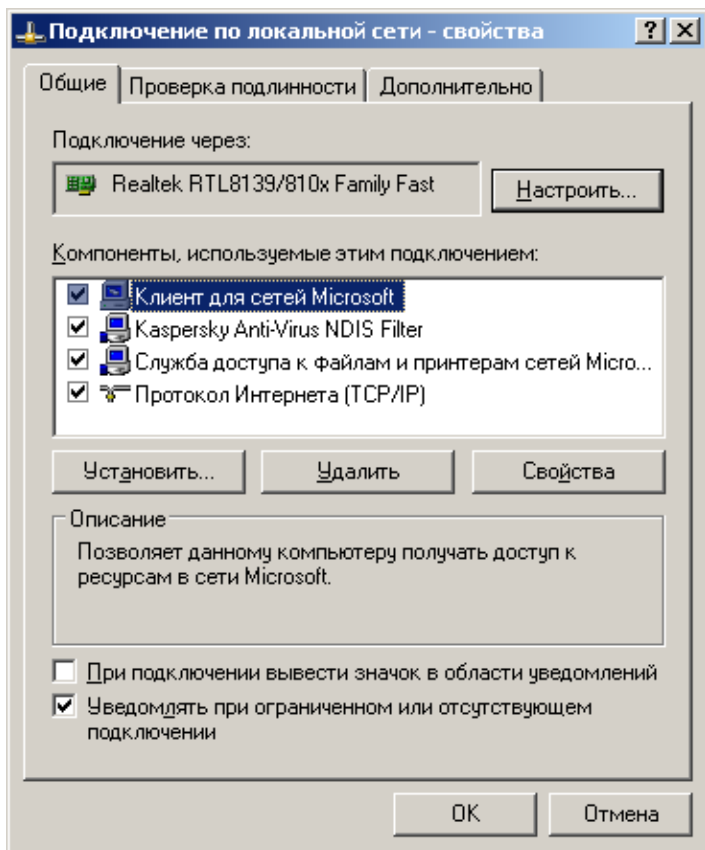 Подключение по локальной сети - свойства
Общие Проверка подлинности Дополнительно
Подключение через:
Realtek RTL8139/810x Family Fast Настроить...
Компоненты, используемые этим подключением:
Клиент для сетей Microsoft
Kaspersky Anti-Virus NDIS Filter
Служба доступа к файлам и принтерам сетей Micro...
Протокол Интернета (TCP/IP)
Установить... Удалить Свойства
Описание
Позволяет данному компьютеру получать доступ к
ресурсам в сети Microsoft.
При подключении вывести значок в области уведомлений
Уведомлять при ограниченном или отсутствующем
подключении
OK Отмена